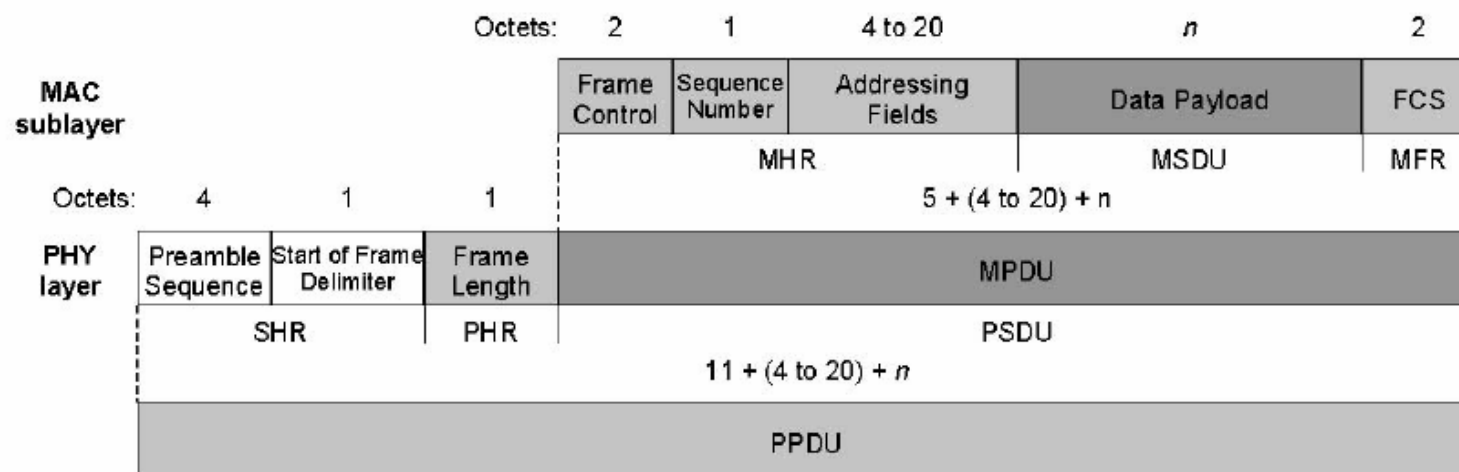 Octets: 2 1 4 to 20 n 2
MAC sublayer
Frame Control
Sequence Number
Addressing Fields
Data Payload
FCS
MHR MSDU MFR
5 + (4 to 20) + n
Octets: 4 1 1
PHY layer
Preamble Sequence
Start of Frame Delimiter
Frame Length
MPDU
SHR PHR PSDU
11 + (4 to 20) + n
PPDU